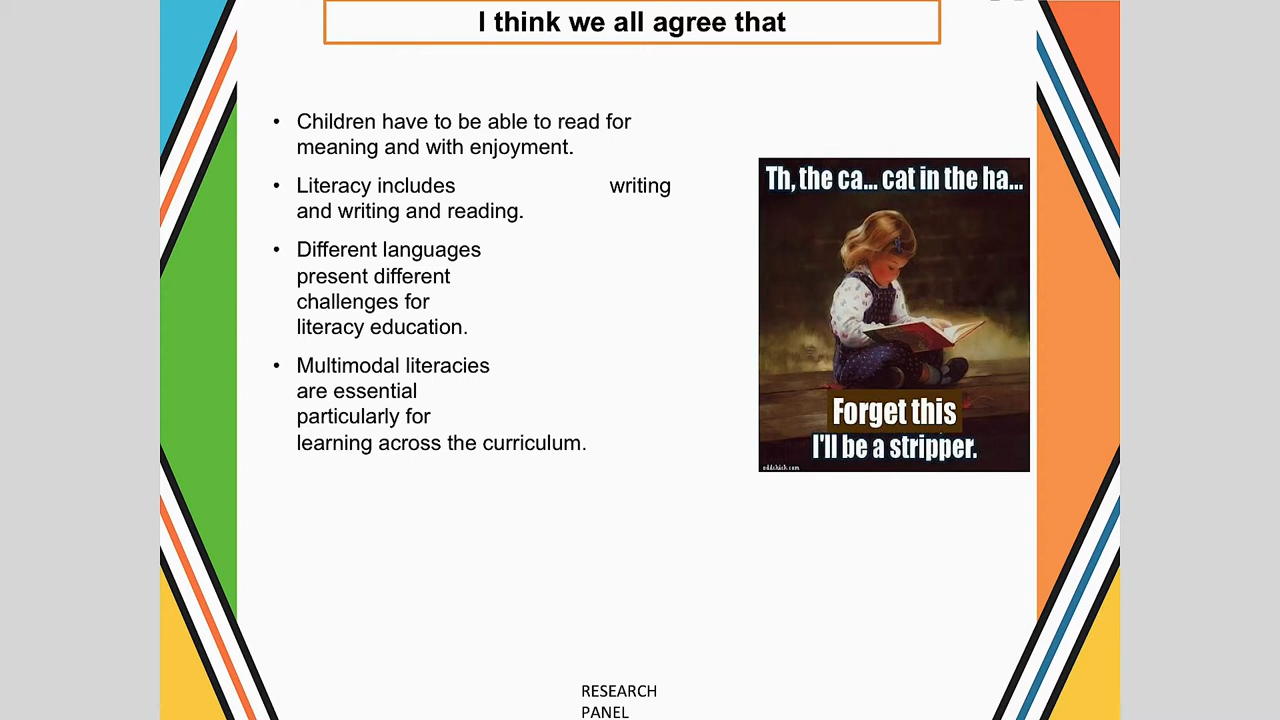 I think we all agree that
• Children have to be able to read for
meaning and with enjoyment.
• Literacy includes writing
and writing and reading.
• Different languages
present different
challenges for
literacy education.
• Multimodal literacies
are essential
particularly for
learning across the curriculum.
Th, the ca... cat in the ha...
Forget this
I'll be a stripper.
oddchick.com
RESEARCH
PANEL